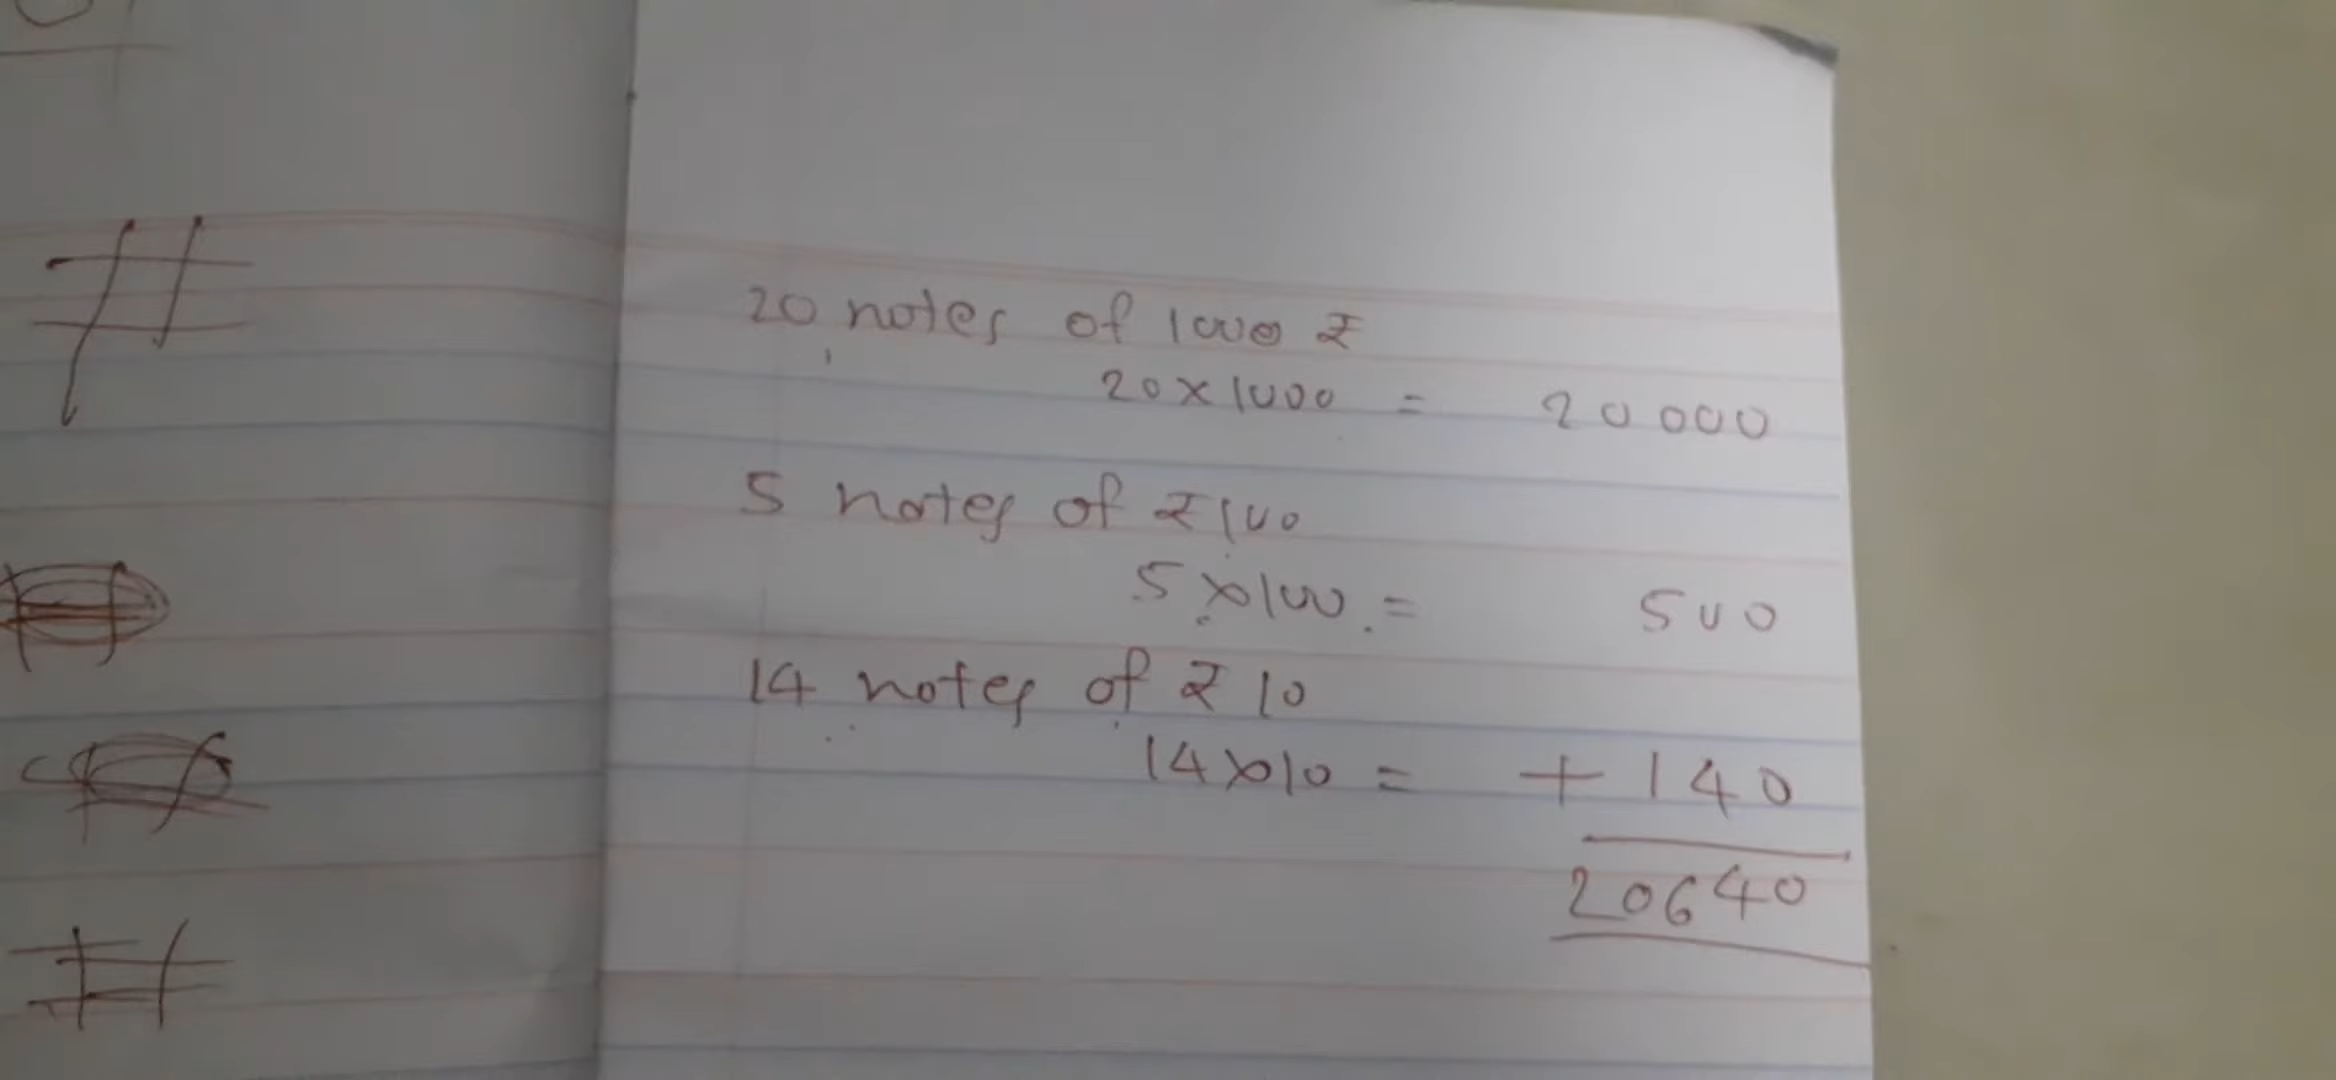 20 notes of 1000 ₹
20 x 1000 = 20000
5 notes of ₹100
5 x 100 = 500
14 notes of ₹ 10
14 x 10 = + 140
20640